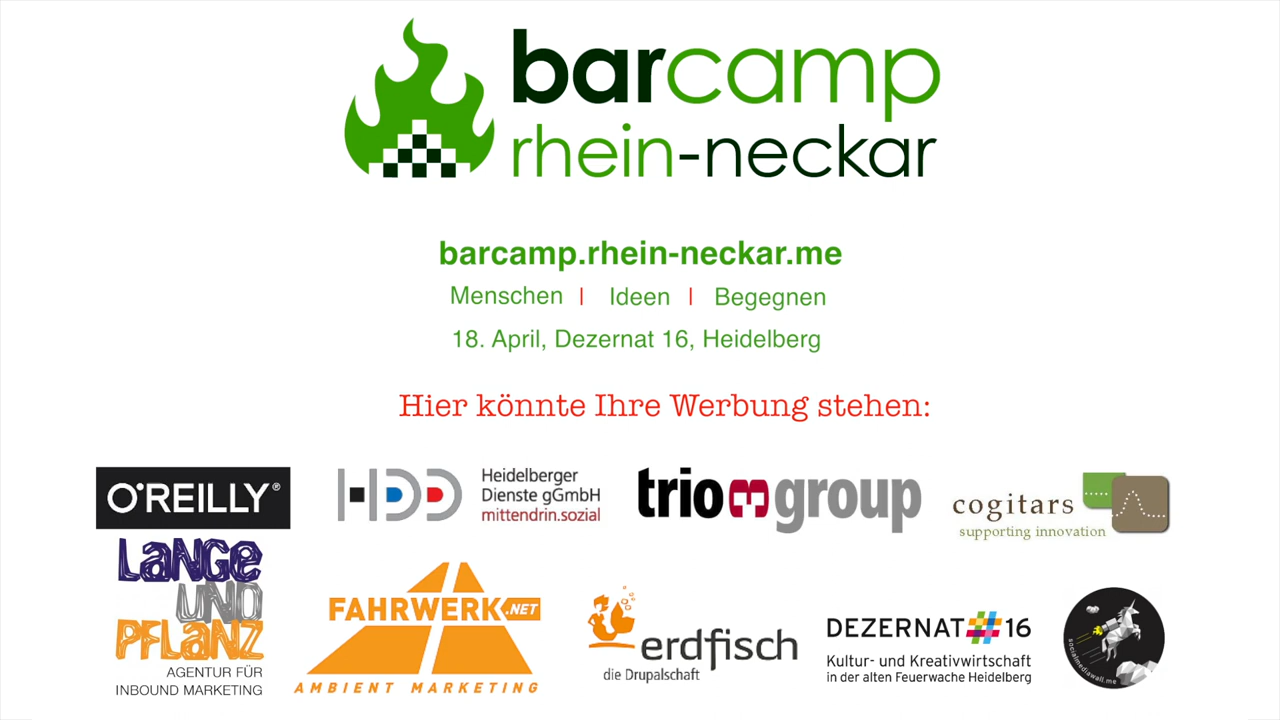 barcamp
rhein-neckar
barcamp.rhein-neckar.me
Menschen | Ideen | Begegnen
18. April, Dezernat 16, Heidelberg
Hier könnte Ihre Werbung stehen:
O'REILLY®
HDD
Heidelberger
Dienste gGmbH
mittendrin.sozial
trio group
cogitars
supporting innovation
LANGE
UND
PFLANZ
AGENTUR FÜR
INBOUND MARKETING
FAHRWERK.NET
AMBIENT MARKETING
erdfisch
die Drupalschaft
DEZERNAT#16
Kultur- und Kreativwirtschaft
in der alten Feuerwache Heidelberg
socialmediawall.me